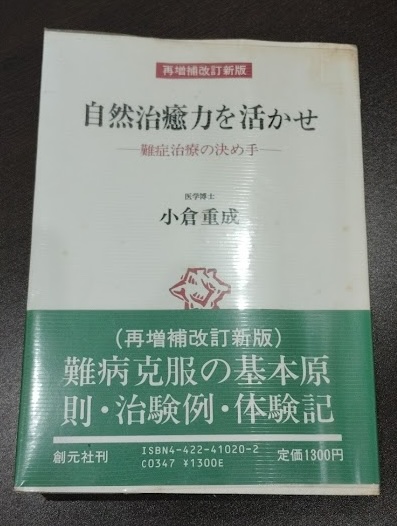 再増補改訂新版
自然治癒力を活かせ
―難症治療の決め手―
医学博士
小倉重成
(再増補改訂新版)
難病克服の基本原
則・治験例・体験記
創元社刊
ISBN4-422-41020-2
C0347 ¥1300E
定価1300円